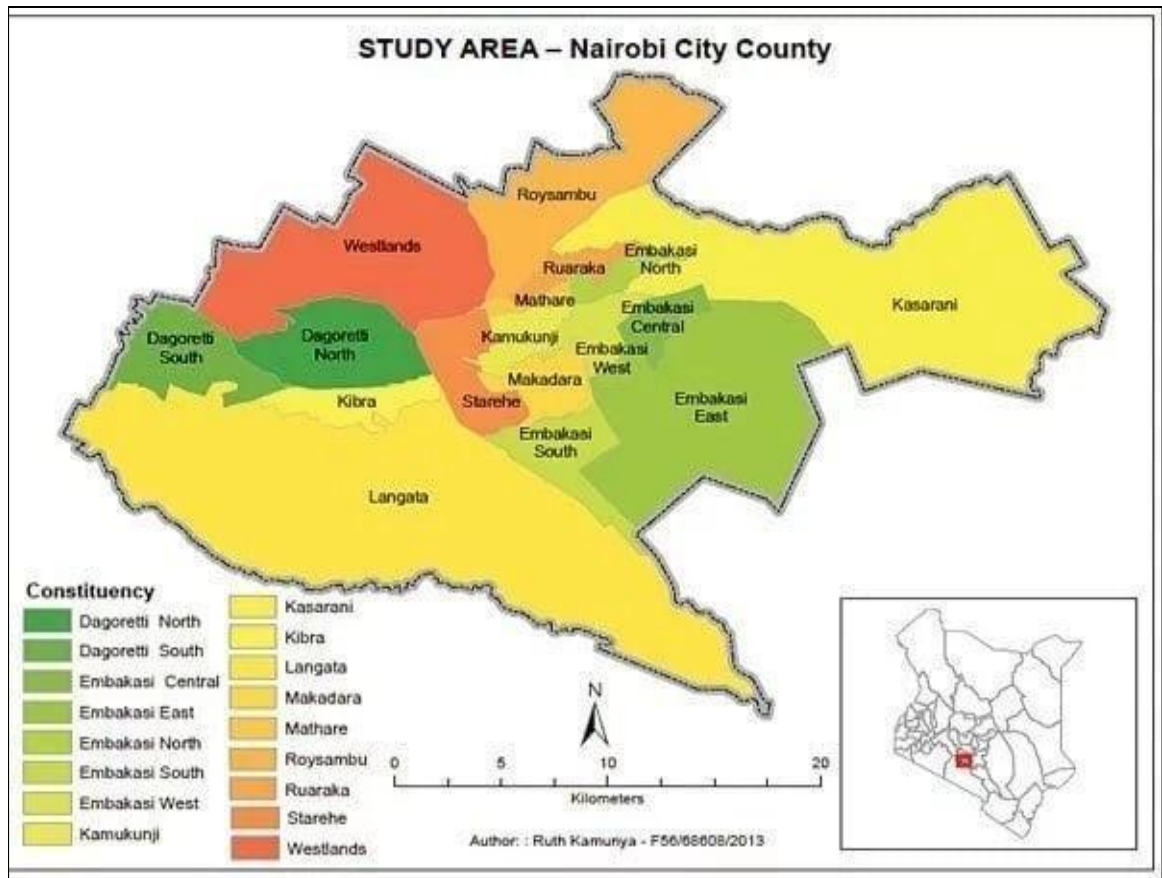 STUDY AREA – Nairobi City County
Roysambu
Westlands
Ruaraka
Embakasi
North
Kasarani
Mathare
Embakasi
Central
Dagoretti
South
Dagoretti
North
Kamukunji
Embakasi
West
Makadara
Kibra
Starehe
Embakasi
East
Embakasi
South
Langata
Constituency
Dagoretti North
Dagoretti South
Embakasi Central
Embakasi East
Embakasi North
Embakasi South
Embakasi West
Kamukunji
Kasarani
Kibra
Langata
Makadara
Mathare
Roysambu
Ruaraka
Starehe
Westlands
N
0 5 10 20
Kilometers
Author: : Ruth Kamunya - F56/68608/2013